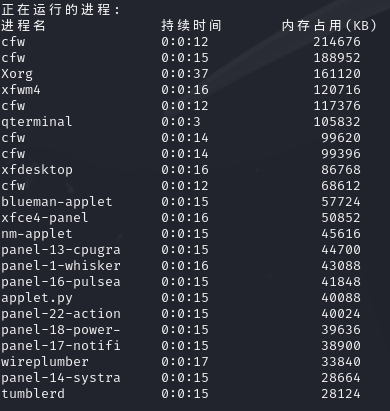 正在运行的进程:
进程名 持续时间 内存占用(KB)
cfw 0:0:12 214676
cfw 0:0:15 188952
Xorg 0:0:37 161120
xfwm4 0:0:16 120716
cfw 0:0:12 117376
qterminal 0:0:3 105832
cfw 0:0:14 99620
cfw 0:0:14 99396
xfdesktop 0:0:16 86768
cfw 0:0:12 68612
blueman-applet 0:0:15 57724
xfce4-panel 0:0:16 50852
nm-applet 0:0:15 45616
panel-13-cpugra 0:0:15 44700
panel-1-whisker 0:0:16 43088
panel-16-pulsea 0:0:15 41848
applet.py 0:0:15 40088
panel-22-action 0:0:15 40024
panel-18-power- 0:0:15 39636
panel-17-notifi 0:0:15 38900
wireplumber 0:0:17 33840
panel-14-systra 0:0:15 28664
tumblerd 0:0:15 28124